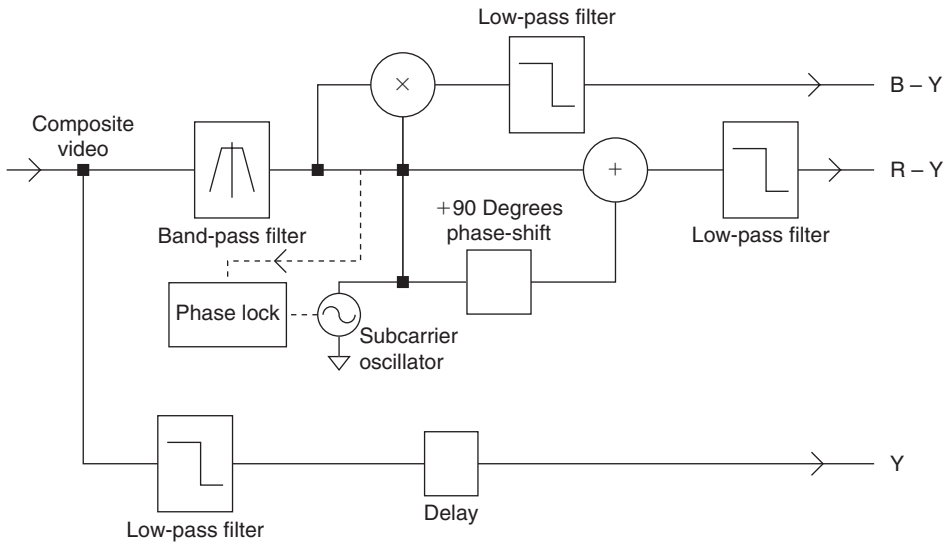 Low-pass filter
×
B – Y
Composite
video
Band-pass filter
+
R – Y
Low-pass filter
+90 Degrees
phase-shift
Phase lock
Subcarrier
oscillator
Low-pass filter
Delay
Y